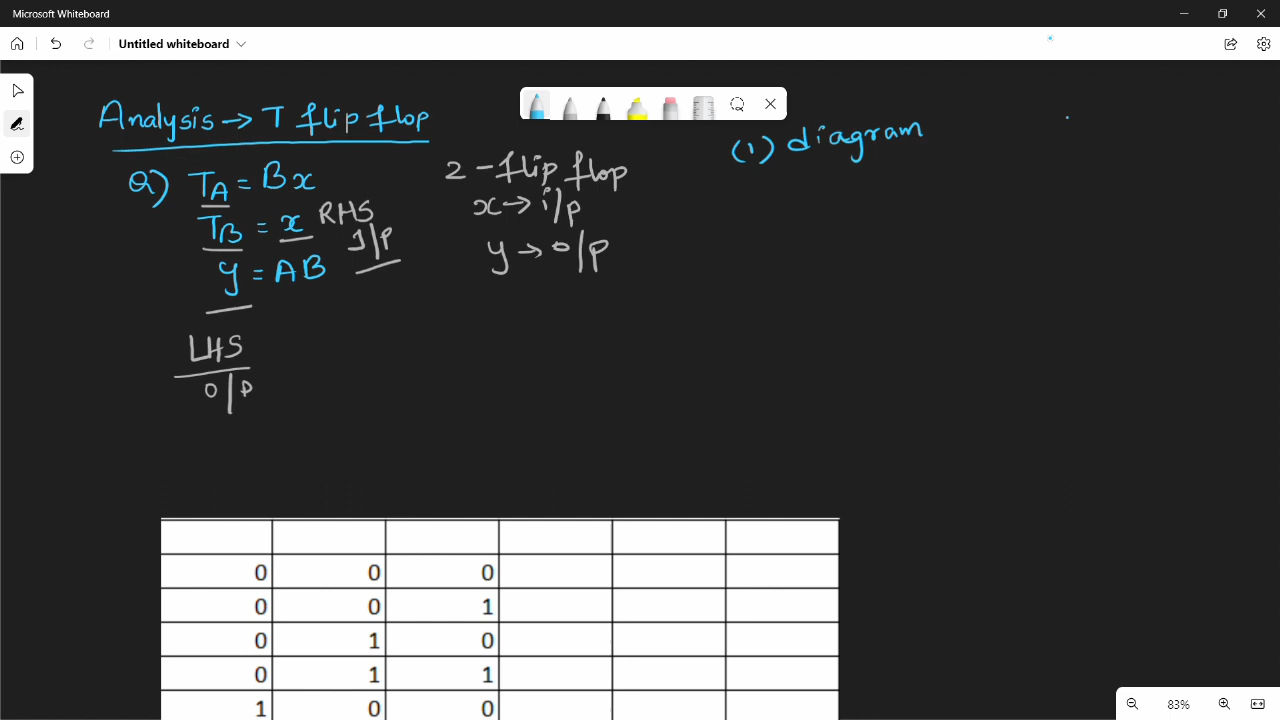 Microsoft Whiteboard
Untitled whiteboard
Analysis → T flip flop
Q) TA = Bx
TB = x RHS
I/P
y = AB
LHS
O/P
2 - flip flop
x → i/p
y → o/p
(1) diagram
0 0 0
0 0 1
0 1 0
0 1 1
1 0 0
83%